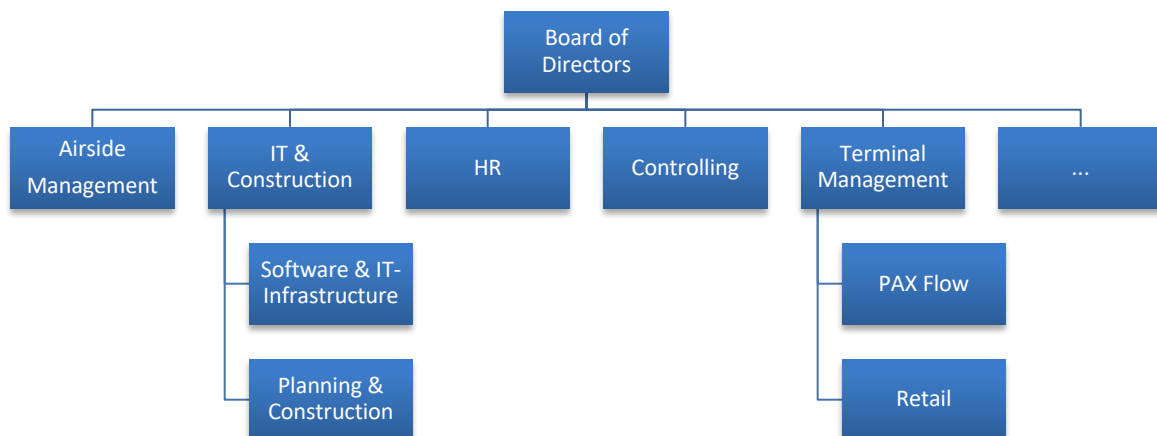 Board of
Directors
Airside
Management
IT &
Construction
HR
Controlling
Terminal
Management
...
Software & IT-
Infrastructure
PAX Flow
Planning &
Construction
Retail